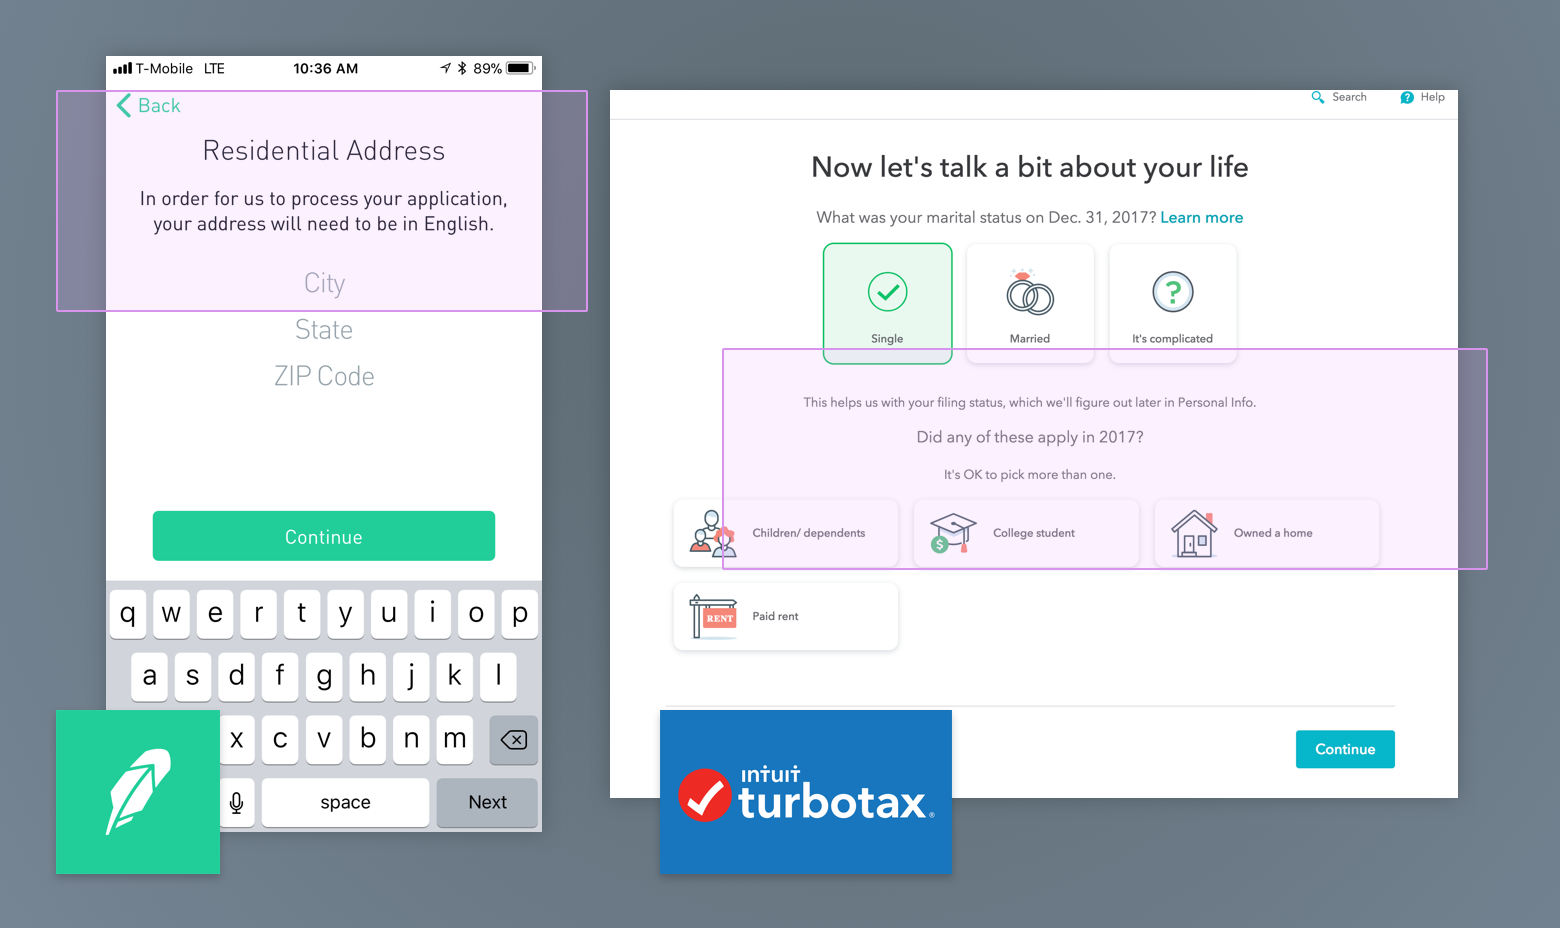 T-Mobile LTE 10:36 AM 89%
Back
Residential Address
In order for us to process your application,
your address will need to be in English.
City
State
ZIP Code
Continue
q w e r t y u i o p
a s d f g h j k l
x c v b n m
space Next
Search Help
Now let's talk a bit about your life
What was your marital status on Dec. 31, 2017? Learn more
Single Married ? It's complicated
This helps us with your filing status, which we'll figure out later in Personal Info.
Did any of these apply in 2017?
It's OK to pick more than one.
Children/ dependents $ College student Owned a home
RENT Paid rent
Continue
intuit
turbotax®